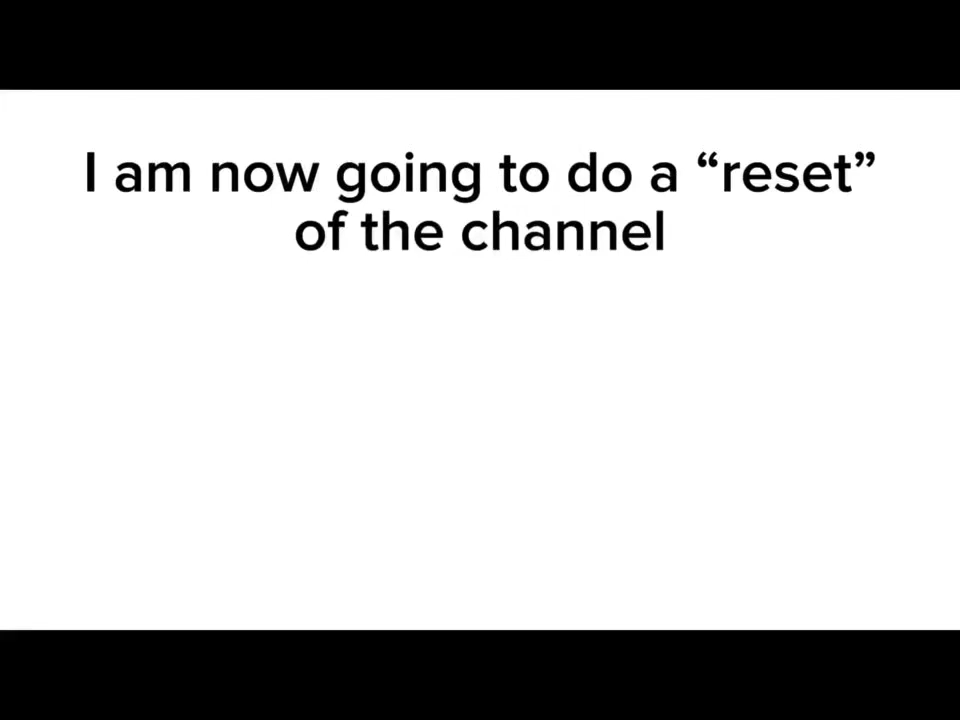 I am now going to do a “reset”
of the channel